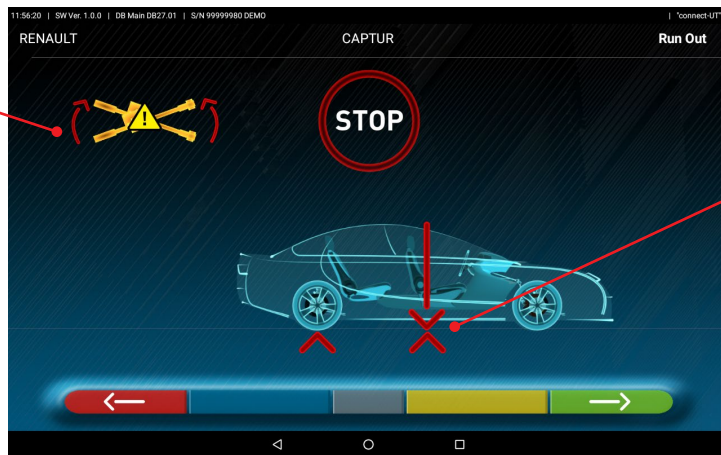 11:56:20 | SW Ver. 1.0.0 | DB Main DB27.01 | S/N 99999980 DEMO | "connect-UT"
RENAULT CAPTUR Run Out
STOP